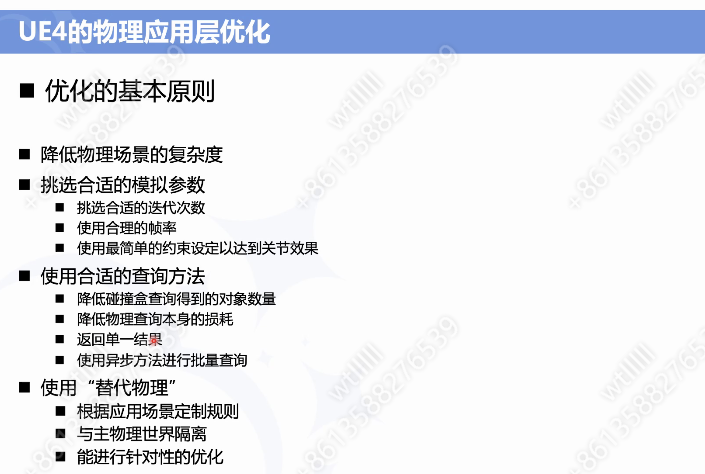 UE4的物理应用层优化
■ 优化的基本原则
■ 降低物理场景的复杂度
■ 挑选合适的模拟参数
■ 挑选合适的迭代次数
■ 使用合理的帧率
■ 使用最简单的约束设定以达到关节效果
■ 使用合适的查询方法
■ 降低碰撞盒查询得到的对象数量
■ 降低物理查询本身的损耗
■ 返回单一结果
■ 使用异步方法进行批量查询
■ 使用“替代物理”
■ 根据应用场景定制规则
■ 与主物理世界隔离
■ 能进行针对性的优化
+8613588276539
+8613588276539